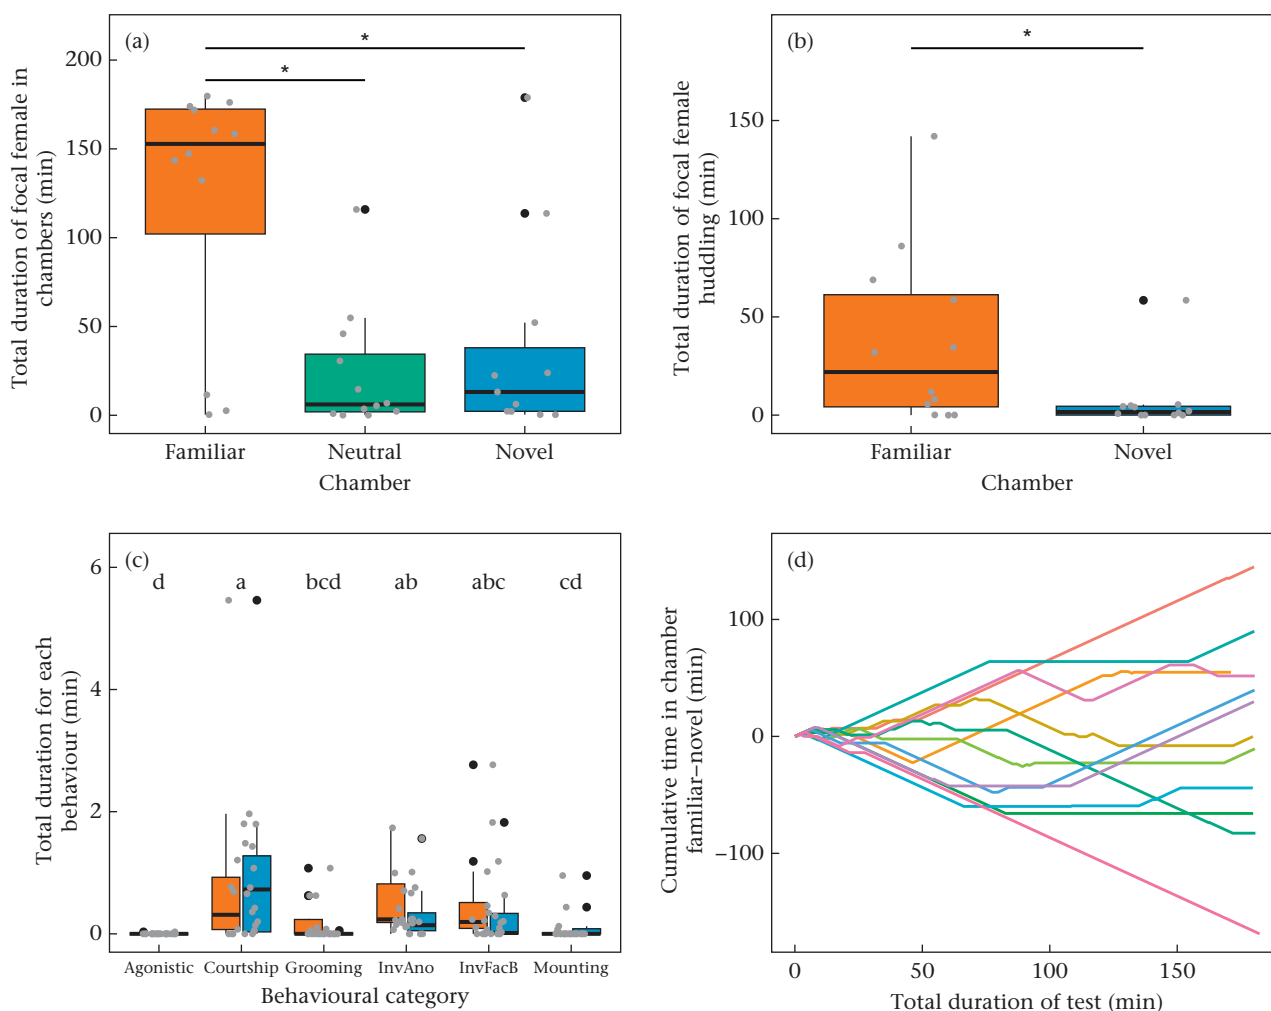 (a)
*
*
200
150
100
50
0
Total duration of focal female in
chambers (min)
Familiar Neutral Novel
Chamber
(b)
*
150
100
50
0
Total duration of focal female
huddling (min)
Familiar Novel
Chamber
(c)
d a bcd ab abc cd
6
4
2
0
Total duration for each
behaviour (min)
Agonistic Courtship Grooming InvAno InvFacB Mounting
Behavioural category
(d)
100
0
−100
Cumulative time in chamber
familiar–novel (min)
0 50 100 150
Total duration of test (min)